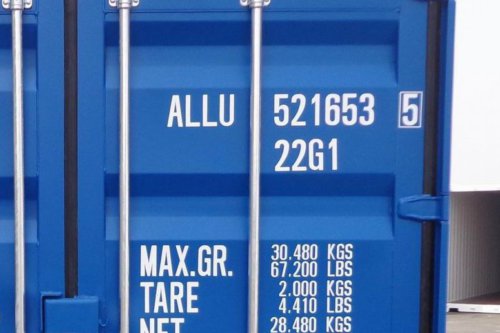 ALLU 521653 5
22G1
MAX.GR. 30.480 KGS
67.200 LBS
TARE 2.000 KGS
4.410 LBS
NET 28.480 KGS